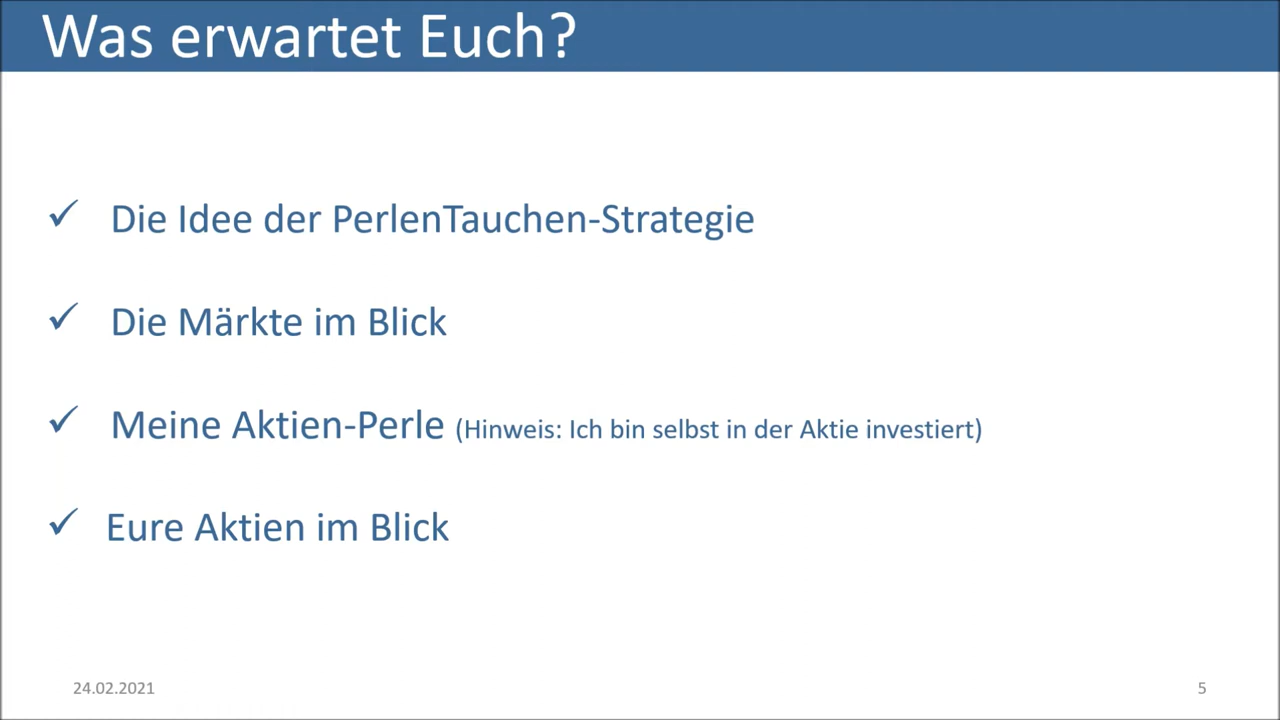 Was erwartet Euch?
✓ Die Idee der PerlenTauchen-Strategie
✓ Die Märkte im Blick
✓ Meine Aktien-Perle (Hinweis: Ich bin selbst in der Aktie investiert)
✓ Eure Aktien im Blick
24.02.2021 5